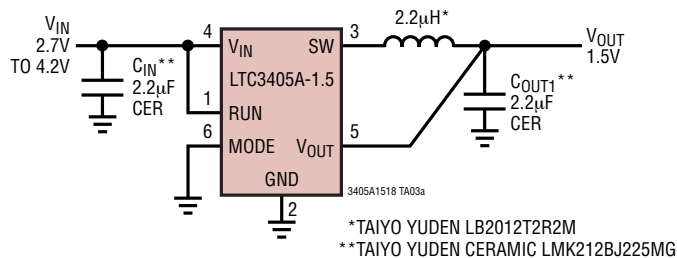 V_IN
2.7V
TO 4.2V
C_IN**
2.2μF
CER
4
V_IN
SW
3
2.2μH*
V_OUT
1.5V
LTC3405A-1.5
1
RUN
C_OUT1**
2.2μF
CER
6
MODE
V_OUT
5
GND
2
3405A1518 TA03a
*TAIYO YUDEN LB2012T2R2M
**TAIYO YUDEN CERAMIC LMK212BJ225MG